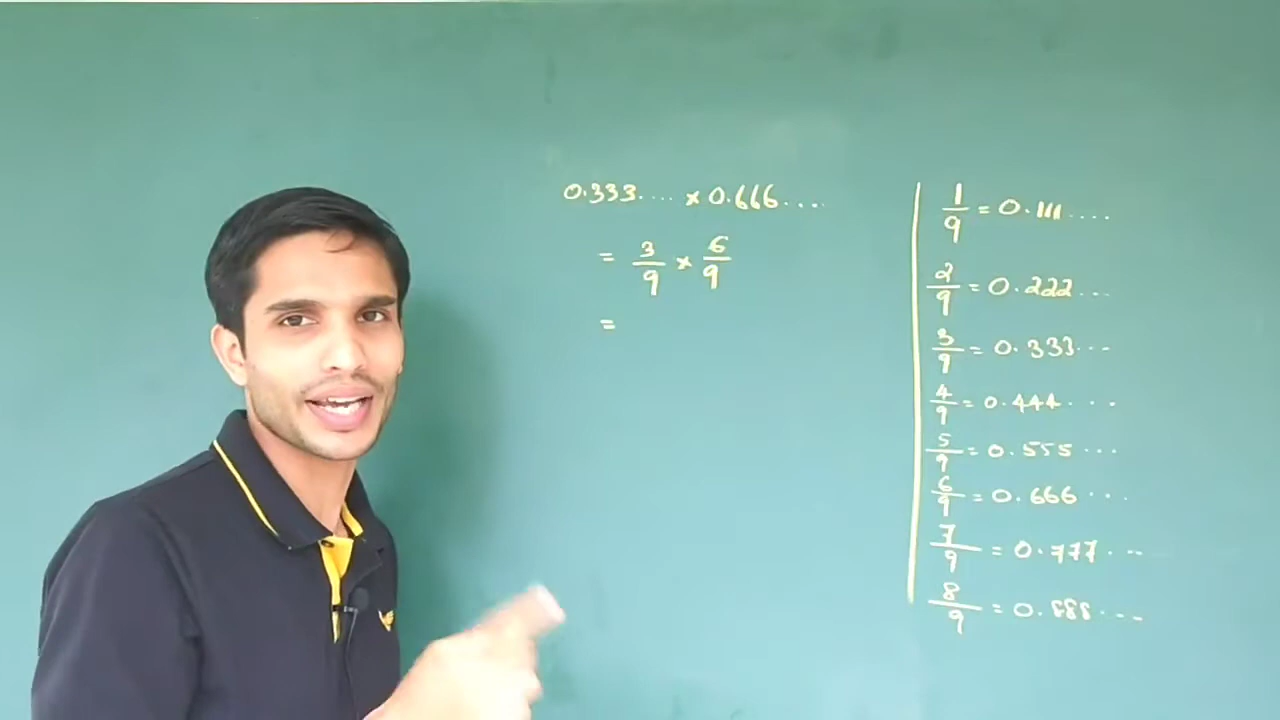 0.333.... × 0.666....
= 3/9 × 6/9
=
1/9 = 0.111....
2/9 = 0.222...
3/9 = 0.333...
4/9 = 0.444...
5/9 = 0.555...
6/9 = 0.666...
7/9 = 0.777...
8/9 = 0.888...